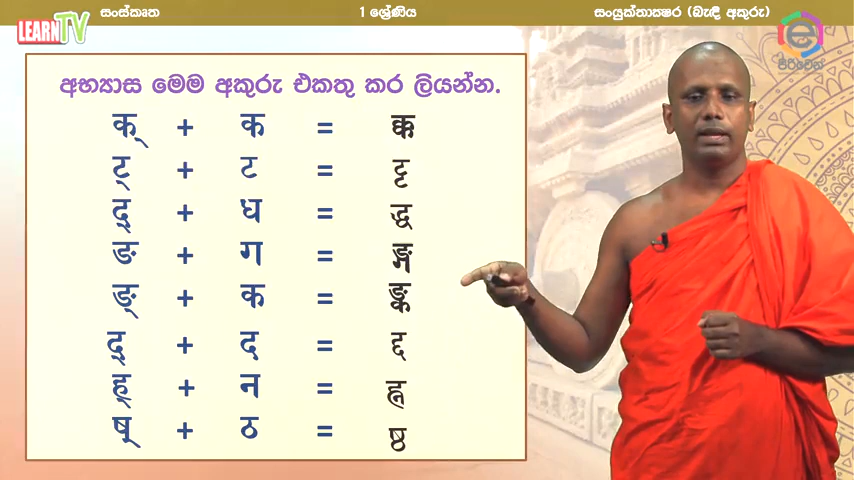 සංස්කෘත 1 ශ්‍රේණිය සංයුක්තාක්ෂර (බැඳි අකුරු)
LEARN TV
e
පිරිවෙන්
අභ්‍යාස මෙම අකුරු එකතු කර ලියන්න.
क् + क = क्क
ट् + ट = ट्ट
द् + ध = द्ध
ङ + ग = ङ्ग
ङ् + क = ङ्क
द् + द = द्द
ह् + न = ह्न
ष् + ठ = ष्ठ